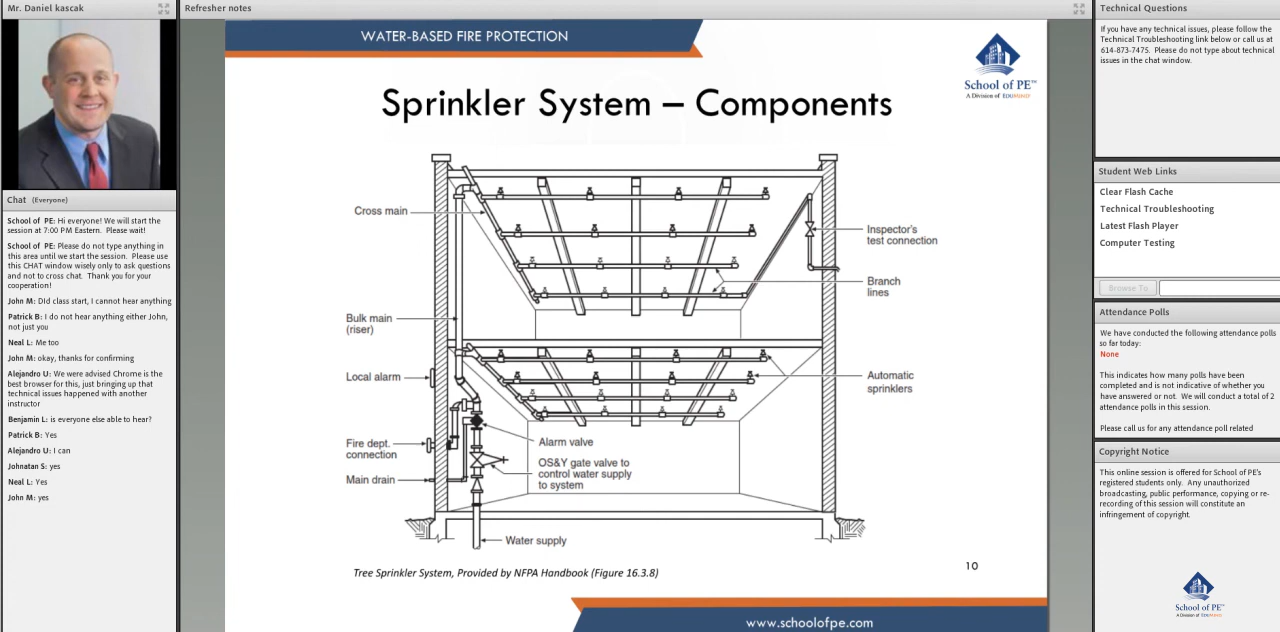 Mr. Daniel kascak
Chat (Everyone)
School of PE: Hi everyone! We will start the
session at 7:00 PM Eastern. Please wait!
School of PE: Please do not type anything in
this area until we start the session. Please use
this CHAT window wisely only to ask questions
and not to cross chat. Thank you for your
cooperation!
John M: DId class start, I cannot hear anything
Patrick B: I do not hear anything either John,
not just you
Neal L: Me too
John M: okay, thanks for confirming
Alejandro U: We were advised Chrome is the
best browser for this, just bringing up that
technical issues happened with another
instructor
Benjamin L: is everyone else able to hear?
Patrick B: Yes
Alejandro U: I can
Johnatan S: yes
Neal L: Yes
John M: yes
Refresher notes
WATER-BASED FIRE PROTECTION
School of PE™
A Division of EDUMIND
Sprinkler System – Components
Cross main
Bulk main
(riser)
Local alarm
Fire dept.
connection
Main drain
Inspector's
test connection
Branch
lines
Automatic
sprinklers
Alarm valve
OS&Y gate valve to
control water supply
to system
Water supply
Tree Sprinkler System, Provided by NFPA Handbook (Figure 16.3.8)
10
www.schoolofpe.com
Technical Questions
If you have any technical issues, please follow the
Technical Troubleshooting link below or call us at
614-873-7475. Please do not type about technical
issues in the chat window.
Student Web Links
Clear Flash Cache
Technical Troubleshooting
Latest Flash Player
Computer Testing
Browse To
Attendance Polls
We have conducted the following attendance polls
so far today:
None
This indicates how many polls have been
completed and is not indicative of whether you
have answered or not. We will conduct a total of 2
attendance polls in this session.
Please call us for any attendance poll related
Copyright Notice
This online session is offered for School of PE's
registered students only. Any unauthorized
broadcasting, public performance, copying or re-
recording of this session will constitute an
infringement of copyright.
School of PE™
A Division of EDUMIND